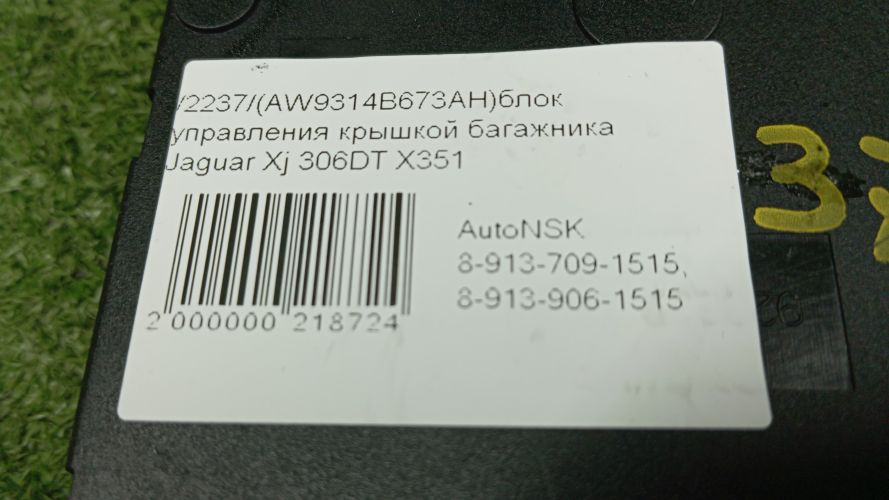 /2237/(AW9314B673AH)блок
управления крышкой багажника
Jaguar Xj 306DT X351
AutoNSK
8-913-709-1515,
8-913-906-1515
2 000000 218724
3